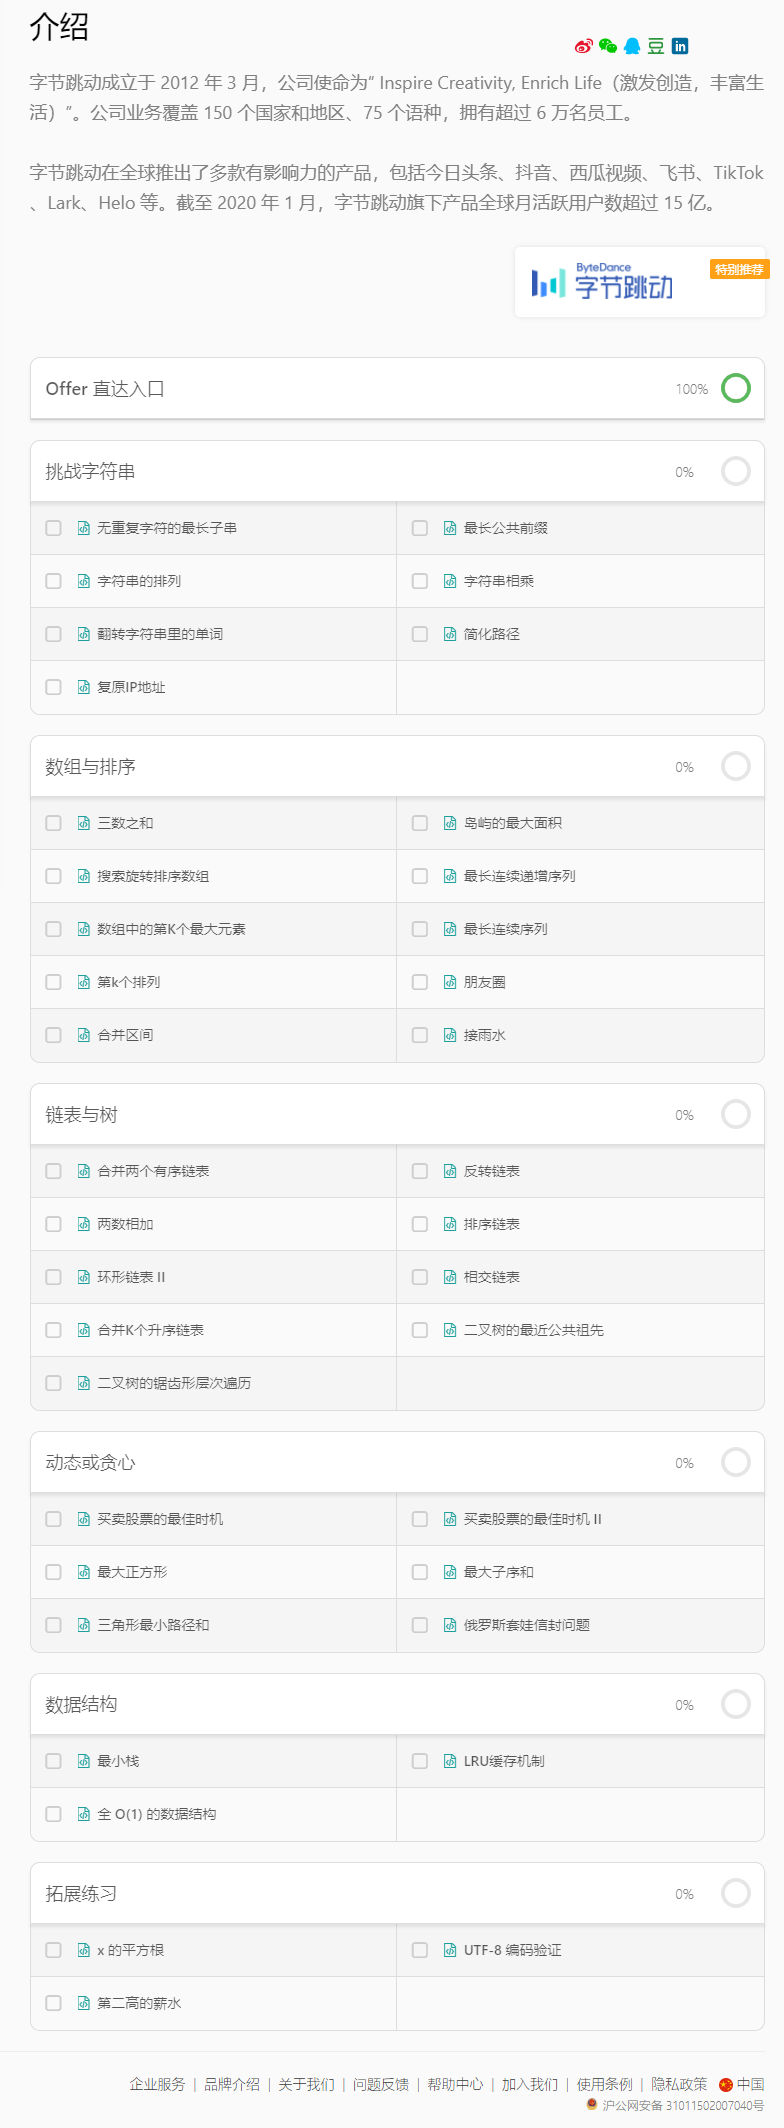 介绍
字节跳动成立于 2012 年 3 月，公司使命为“ Inspire Creativity, Enrich Life（激发创造，丰富生
活）”。公司业务覆盖 150 个国家和地区、75 个语种，拥有超过 6 万名员工。
字节跳动在全球推出了多款有影响力的产品，包括今日头条、抖音、西瓜视频、飞书、TikTok
、Lark、Helo 等。截至 2020 年 1 月，字节跳动旗下产品全球月活跃用户数超过 15 亿。
ByteDance
字节跳动
特别推荐
Offer 直达入口 100%
挑战字符串 0%
无重复字符的最长子串 最长公共前缀
字符串的排列 字符串相乘
翻转字符串里的单词 简化路径
复原IP地址
数组与排序 0%
三数之和 岛屿的最大面积
搜索旋转排序数组 最长连续递增序列
数组中的第K个最大元素 最长连续序列
第k个排列 朋友圈
合并区间 接雨水
链表与树 0%
合并两个有序链表 反转链表
两数相加 排序链表
环形链表 II 相交链表
合并K个升序链表 二叉树的最近公共祖先
二叉树的锯齿形层次遍历
动态或贪心 0%
买卖股票的最佳时机 买卖股票的最佳时机 II
最大正方形 最大子序和
三角形最小路径和 俄罗斯套娃信封问题
数据结构 0%
最小栈 LRU缓存机制
全 O(1) 的数据结构
拓展练习 0%
x 的平方根 UTF-8 编码验证
第二高的薪水
企业服务 | 品牌介绍 | 关于我们 | 问题反馈 | 帮助中心 | 加入我们 | 使用条例 | 隐私政策 中国
沪公网安备 31011502007040号